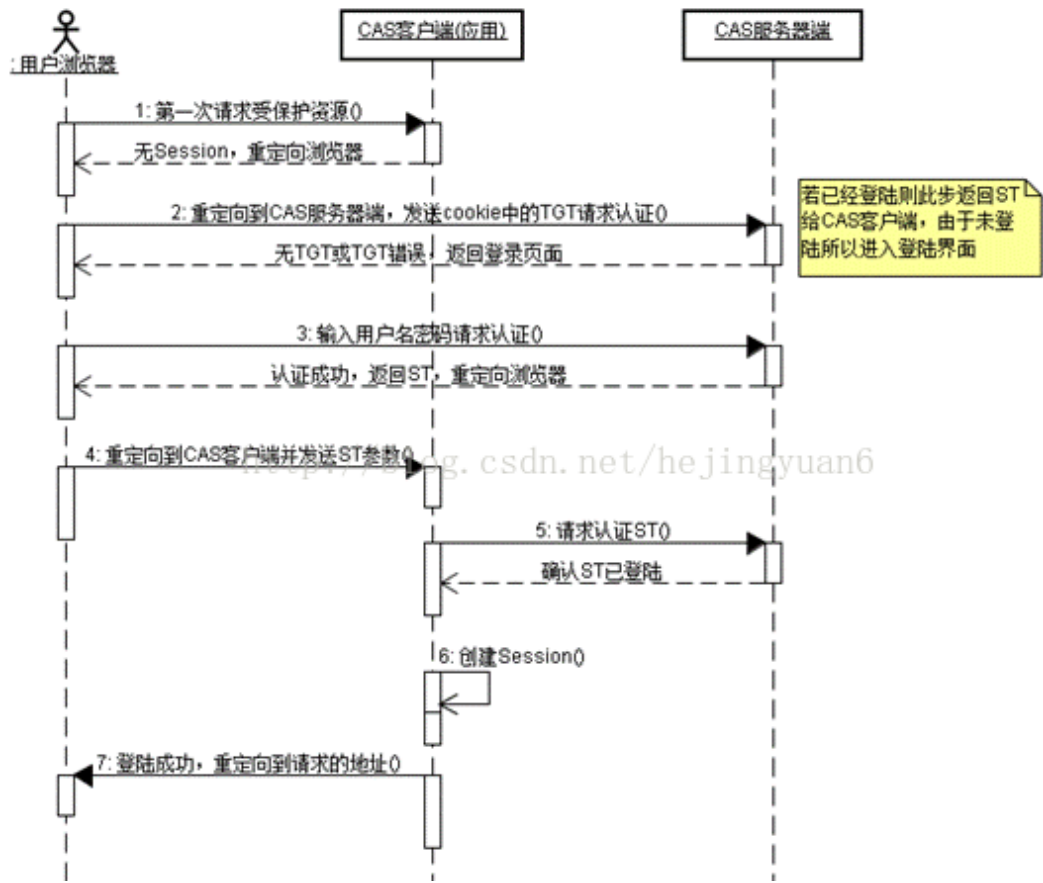 CAS客户端(应用)
CAS服务器端
: 用户浏览器
1: 第一次请求受保护资源()
无Session，重定向浏览器
若已经登陆则此步返回ST
给CAS客户端，由于未登
陆所以进入登陆界面
2: 重定向到CAS服务器端，发送cookie中的TGT请求认证()
无TGT或TGT错误，返回登录页面
3: 输入用户名密码请求认证()
认证成功，返回ST，重定向浏览器
4: 重定向到CAS客户端并发送ST参数()
http://blog.csdn.net/hejingyuan6
5: 请求认证ST()
确认ST已登陆
6: 创建Session()
7: 登陆成功，重定向到请求的地址()